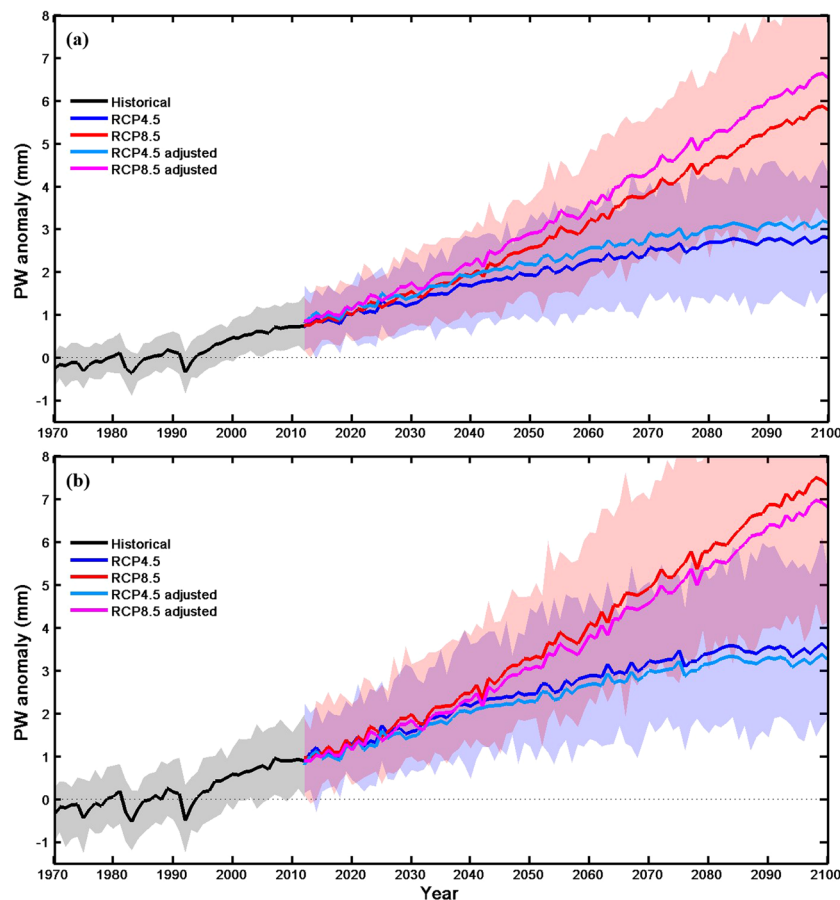 (a)
8
7
6
5
4
3
2
1
0
-1
PW anomaly (mm)
Historical
RCP4.5
RCP8.5
RCP4.5 adjusted
RCP8.5 adjusted
1970 1980 1990 2000 2010 2020 2030 2040 2050 2060 2070 2080 2090 2100
(b)
7
6
5
4
3
2
1
0
-1
PW anomaly (mm)
Historical
RCP4.5
RCP8.5
RCP4.5 adjusted
RCP8.5 adjusted
1970 1980 1990 2000 2010 2020 2030 2040 2050 2060 2070 2080 2090 2100
Year